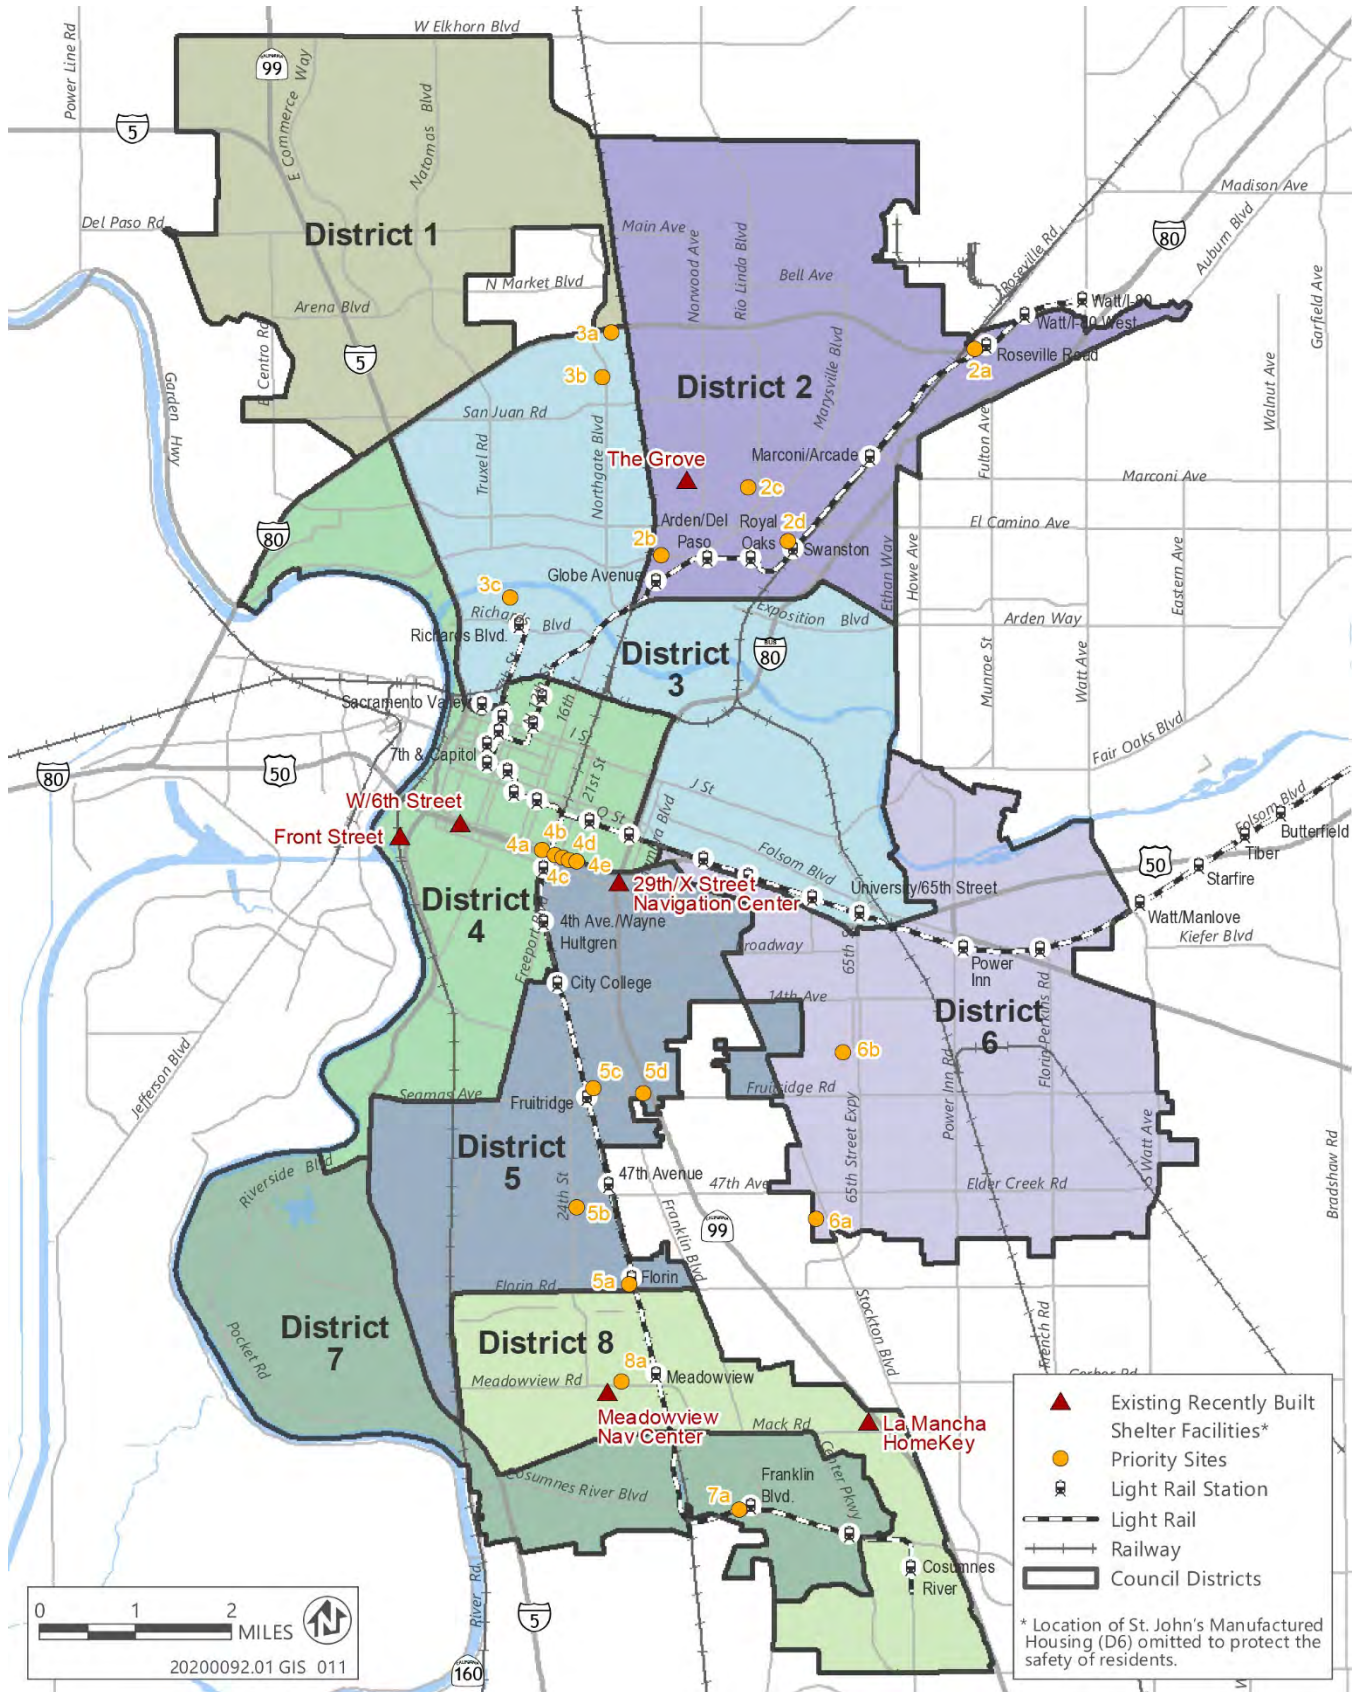 W Elkhorn Blvd
Power Line Rd
CALIFORNIA
99
E Commerce Way
Natomas Blvd
5
Madison Ave
Del Paso Rd
District 1
Main Ave
Norwood Ave
Rio Linda Blvd
Bell Ave
Roseville Rd
80
Auburn Blvd
N Market Blvd
Arena Blvd
El Centro Rd
Garfield Ave
Watt/I-80
Watt/I-80 West
Roseville Road
3a
2a
5
3b
District 2
Marysville Blvd
Garden Hwy
San Juan Rd
Truxel Rd
Northgate Blvd
Fulton Ave
Walnut Ave
The Grove
Marconi/Arcade
2c
Marconi Ave
80
Arden/Del
Paso
Royal
Oaks
2d
Swanston
El Camino Ave
2b
Globe Avenue
Ethan Way
Howe Ave
Eastern Ave
3c
Richards Blvd
Richards Blvd.
Exposition Blvd
Arden Way
BUS
80
District
3
Munroe St
Watt Ave
Sacramento Valley
7th St
12th St
16th
I St
7th & Capitol
21st St
J St
Fair Oaks Blvd
80
50
W/6th Street
Front Street
Q St
Folsom Blvd
Folsom Blvd
Butterfield
Tiber
50
Starfire
4a
4b
4d
4c
4e
29th/X Street
Navigation Center
University/65th Street
Watt/Manlove
Kiefer Blvd
District
4
4th Ave./Wayne
Hultgren
Freeport Blvd
Broadway
Power
Inn
City College
14th Ave
District
6
Florin Perkins Rd
Jefferson Blvd
6b
65th Street Expy
Power Inn Rd
5c
5d
Seamas Ave
Fruitridge
Fruitridge Rd
District
5
S Watt Ave
Bradshaw Rd
Riverside Blvd
24th St
5b
47th Avenue
47th Ave
Elder Creek Rd
Franklin Blvd
CALIFORNIA
99
6a
Florin
5a
Florin Rd
Stockton Blvd
French Rd
District
7
Pocket Rd
District 8
8a
Meadowview Rd
Meadowview
Gerber Rd
Meadowview
Nav Center
Mack Rd
La Mancha
HomeKey
Center Pkwy
Cosumnes River Blvd
7a
Franklin
Blvd.
Cosumnes
River
River Rd.
5
CALIFORNIA
160
Existing Recently Built
Shelter Facilities*
Priority Sites
Light Rail Station
Light Rail
Railway
Council Districts
* Location of St. John's Manufactured
Housing (D6) omitted to protect the
safety of residents.
0 1 2
MILES
N
20200092.01 GIS 011